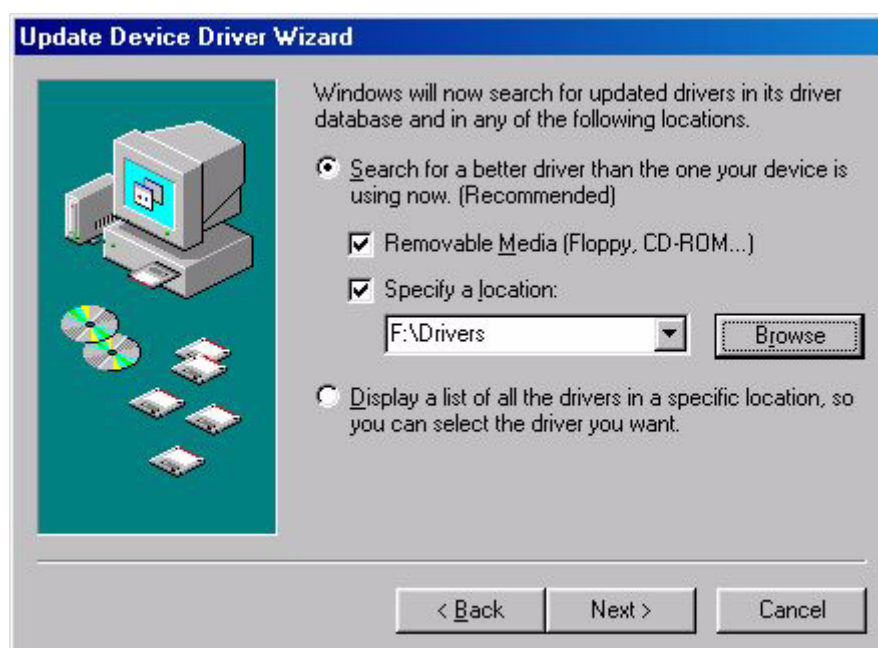 Update Device Driver Wizard
Windows will now search for updated drivers in its driver
database and in any of the following locations.
Search for a better driver than the one your device is
using now. (Recommended)
Removable Media (Floppy, CD-ROM...)
Specify a location:
F:\Drivers
Browse
Display a list of all the drivers in a specific location, so
you can select the driver you want.
< Back
Next >
Cancel